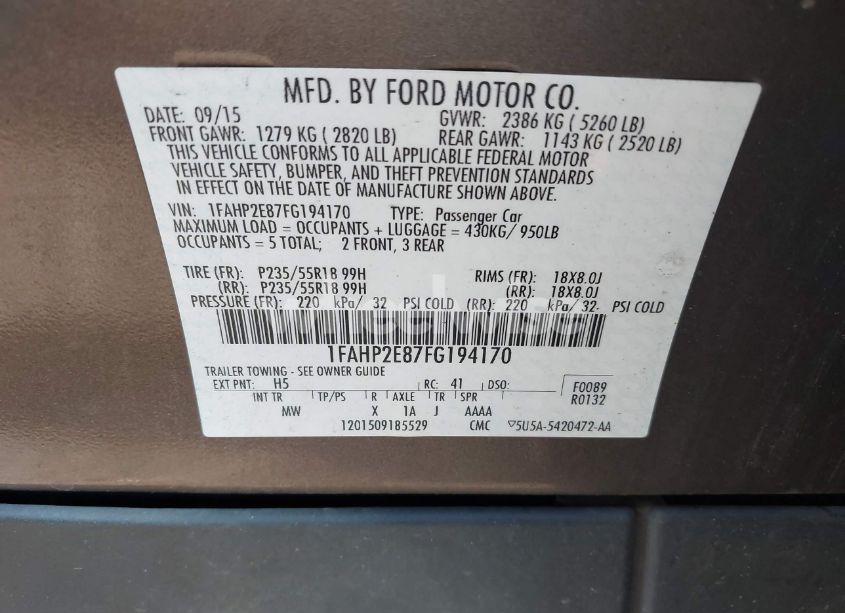 MFD. BY FORD MOTOR CO.
DATE: 09/15 GVWR: 2386 KG ( 5260 LB)
FRONT GAWR: 1279 KG ( 2820 LB) REAR GAWR: 1143 KG ( 2520 LB)
THIS VEHICLE CONFORMS TO ALL APPLICABLE FEDERAL MOTOR
VEHICLE SAFETY, BUMPER, AND THEFT PREVENTION STANDARDS
IN EFFECT ON THE DATE OF MANUFACTURE SHOWN ABOVE.
VIN: 1FAHP2E87FG194170 TYPE: Passenger Car
MAXIMUM LOAD = OCCUPANTS + LUGGAGE = 430KG/ 950LB
OCCUPANTS = 5 TOTAL; 2 FRONT, 3 REAR
TIRE (FR): P235/55R18 99H RIMS (FR): 18X8.0J
(RR): P235/55R18 99H (RR): 18X8.0J
PRESSURE (FR): 220 kPa/ 32 PSI COLD (RR): 220 kPa/ 32 PSI COLD
1FAHP2E87FG194170
TRAILER TOWING - SEE OWNER GUIDE
EXT PNT: H5 RC: 41 DSO: F0089
INT TR TP/PS R AXLE TR SPR R0132
MW X 1A J AAAA
1201509185529 CMC ▽5U5A-5420472-AA